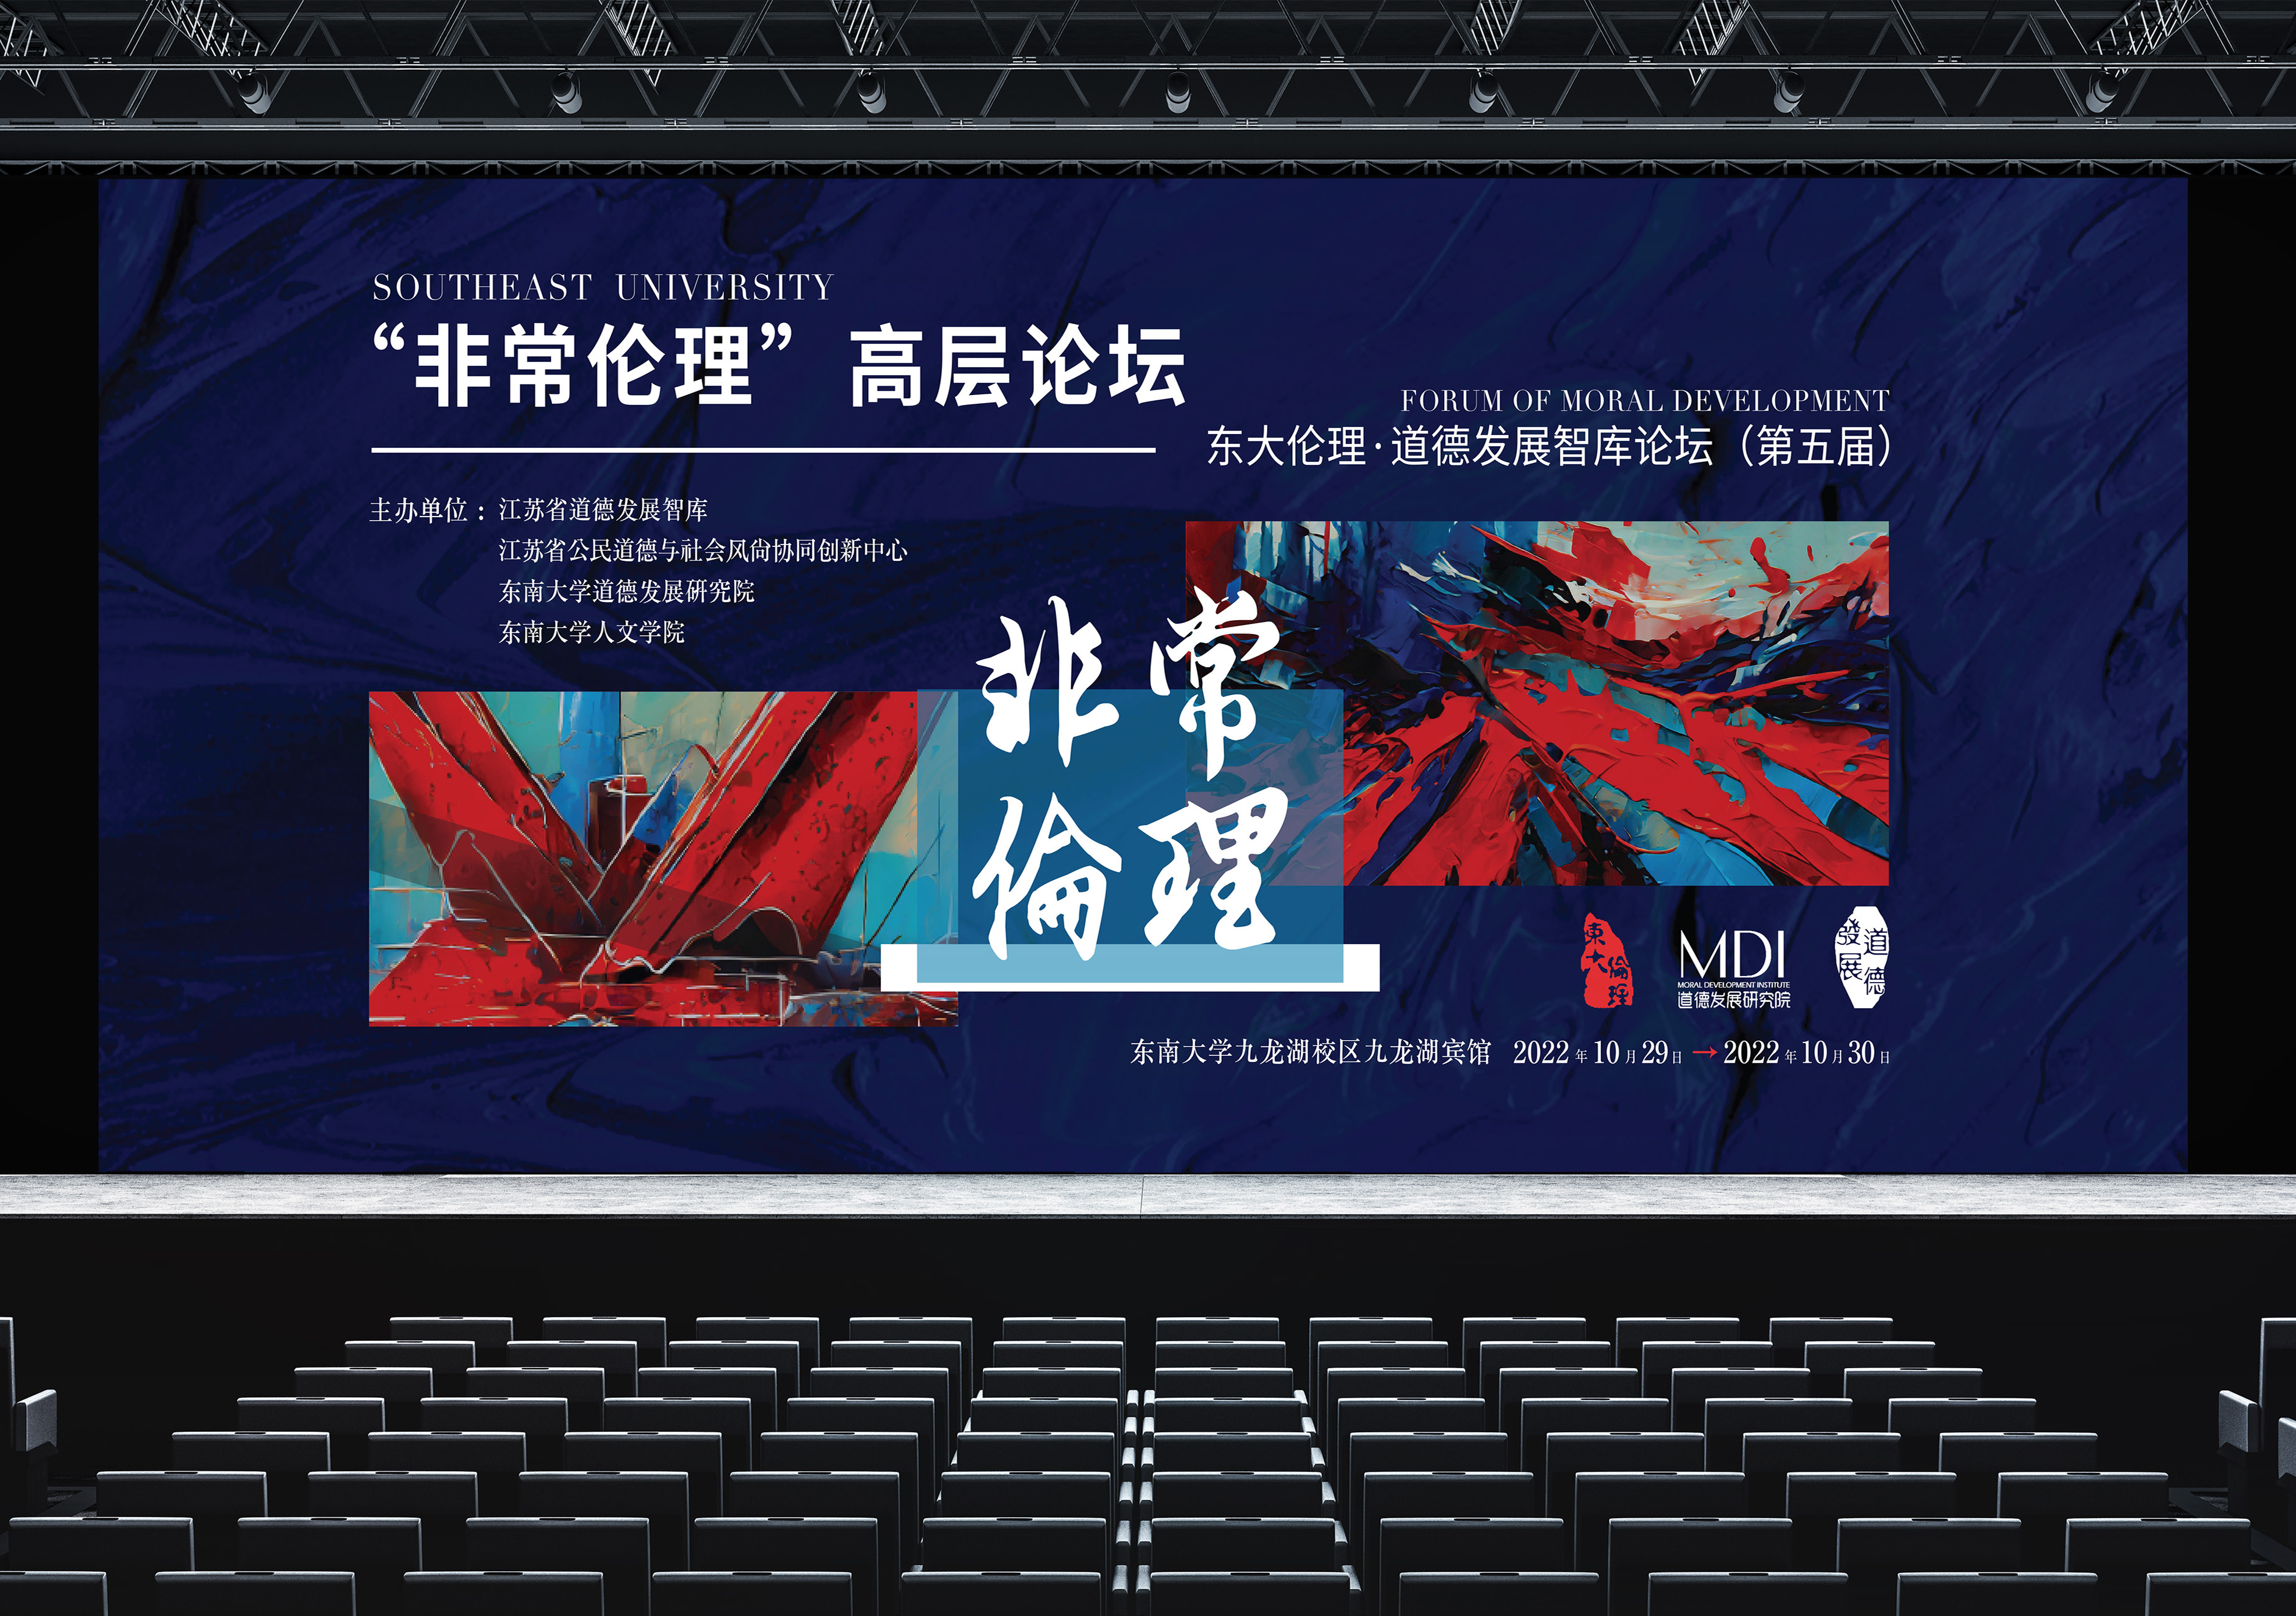 SOUTHEAST UNIVERSITY
“非常伦理”高层论坛
FORUM OF MORAL DEVELOPMENT
东大伦理·道德发展智库论坛（第五届）
主办单位：江苏省道德发展智库
江苏省公民道德与社会风尚协同创新中心
东南大学道德发展研究院
东南大学人文学院
非常
倫理
東大倫理
MDI
MORAL DEVELOPMENT INSTITUTE
道德发展研究院
道德發展
东南大学九龙湖校区九龙湖宾馆 2022年10月29日→2022年10月30日